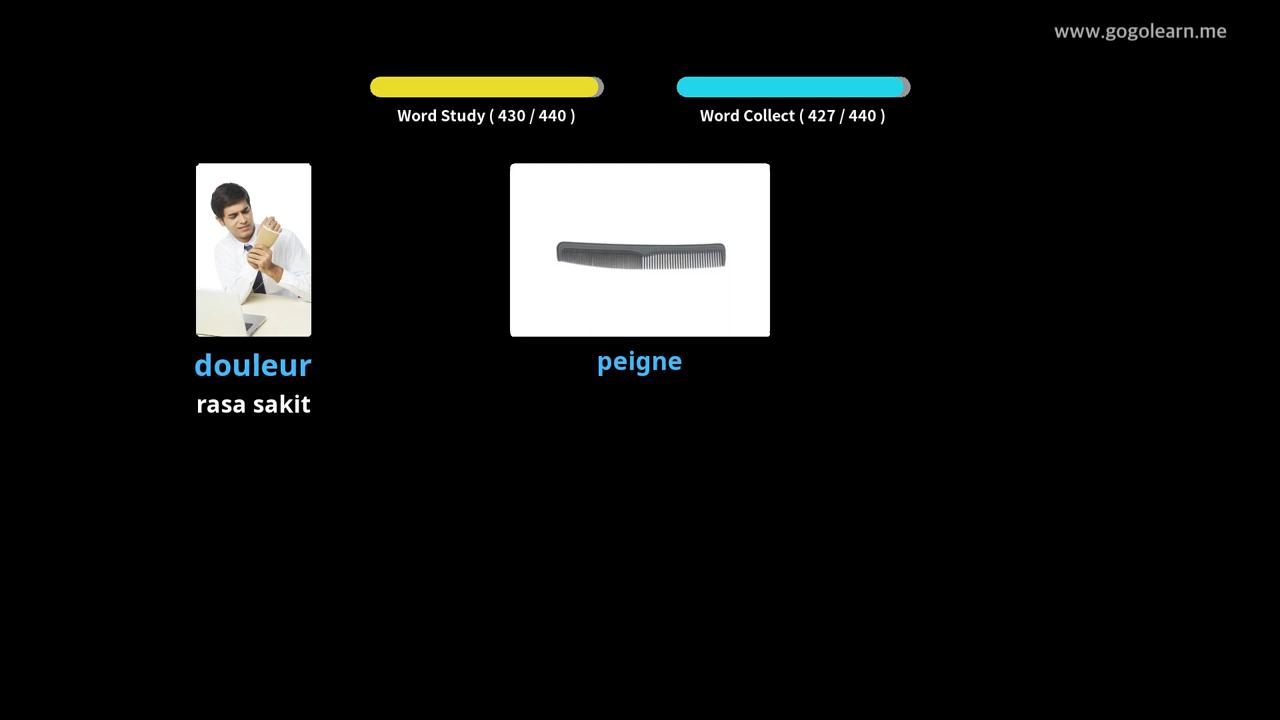 www.gogolearn.me
Word Study ( 430 / 440 )
Word Collect ( 427 / 440 )
douleur
rasa sakit
peigne